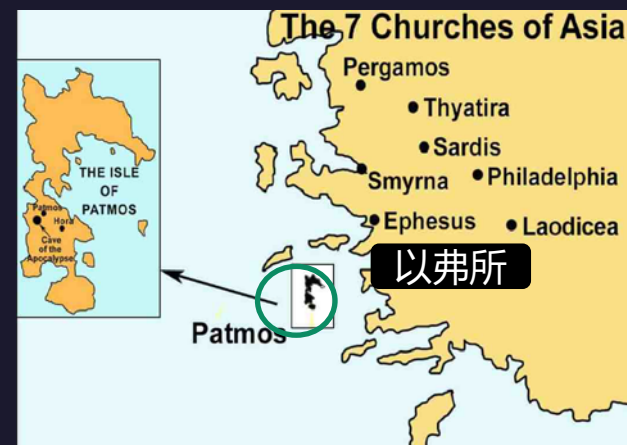 The 7 Churches of Asia
Pergamos
Thyatira
Sardis
Smyrna
Philadelphia
Ephesus
Laodicea
以弗所
Patmos
THE ISLE
OF
PATMOS
Patmos
Hora
Cave
of the
Apocalypse